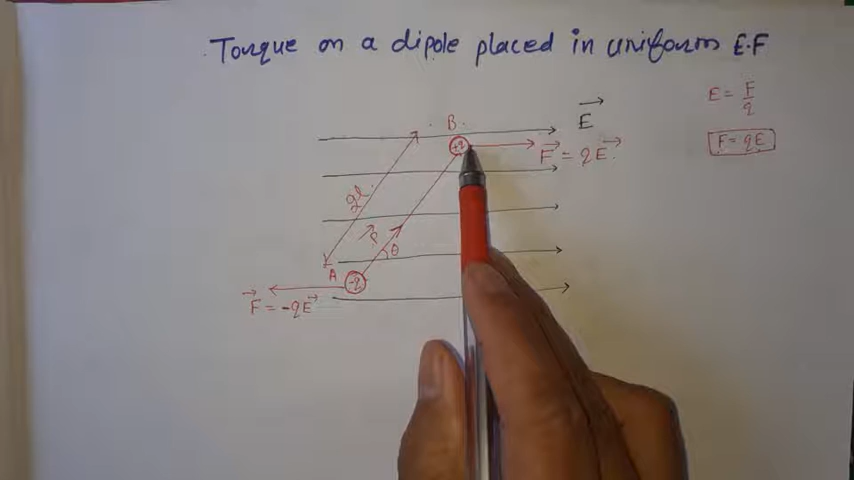 Torque on a dipole placed in uniform E.F
E = F/q
F = qE
B
E
+q
F = qE
2l
P
θ
A
-q
F = -qE